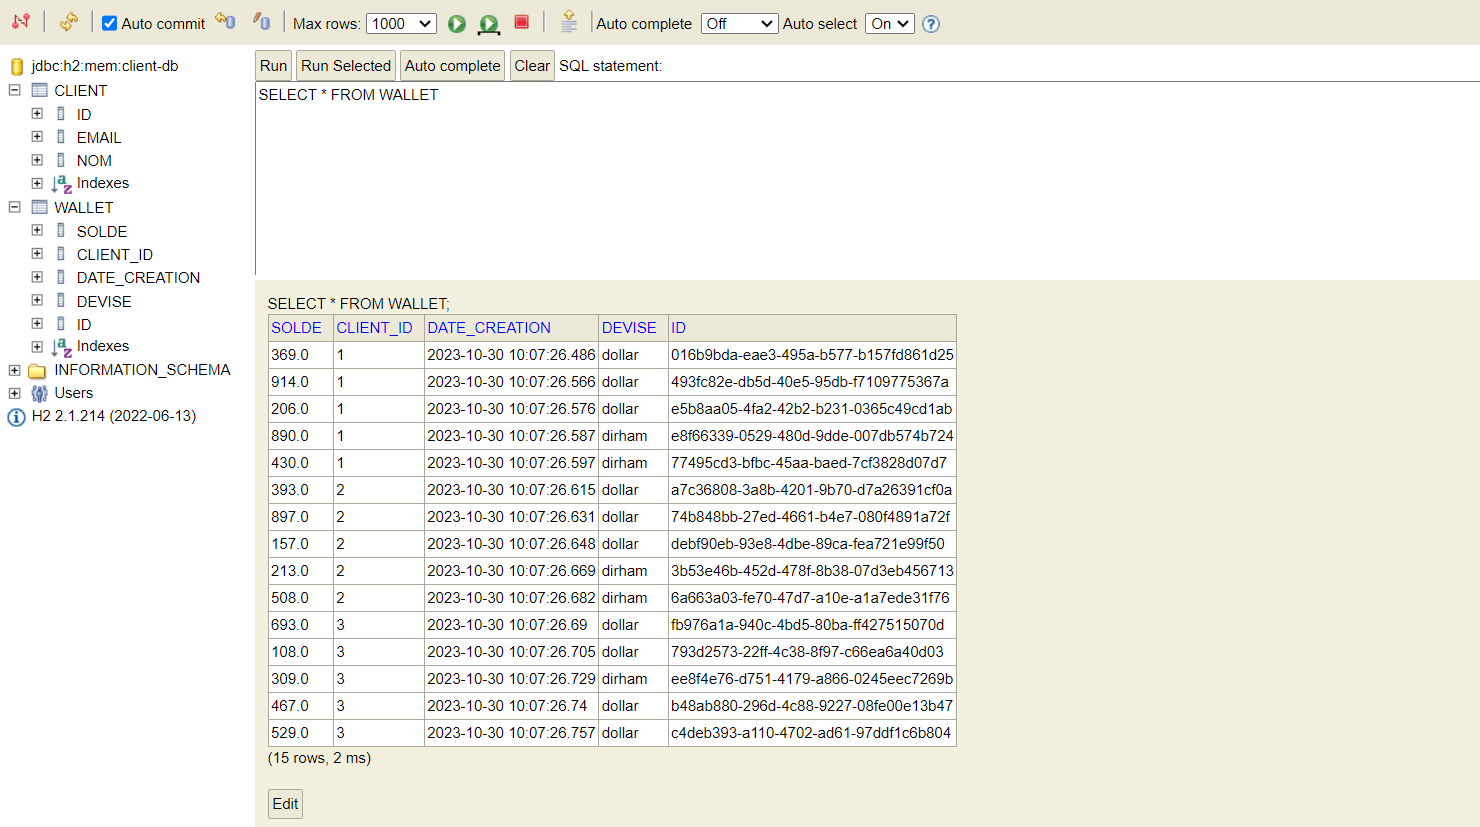 Auto commit Max rows: 1000 Auto complete Off Auto select On ?
jdbc:h2:mem:client-db
CLIENT
ID
EMAIL
NOM
Indexes
WALLET
SOLDE
CLIENT_ID
DATE_CREATION
DEVISE
ID
Indexes
INFORMATION_SCHEMA
Users
H2 2.1.214 (2022-06-13)
Run Run Selected Auto complete Clear SQL statement:
SELECT * FROM WALLET
SELECT * FROM WALLET;
SOLDE CLIENT_ID DATE_CREATION DEVISE ID
369.0 1 2023-10-30 10:07:26.486 dollar 016b9bda-eae3-495a-b577-b157fd861d25
914.0 1 2023-10-30 10:07:26.566 dollar 493fc82e-db5d-40e5-95db-f7109775367a
206.0 1 2023-10-30 10:07:26.576 dollar e5b8aa05-4fa2-42b2-b231-0365c49cd1ab
890.0 1 2023-10-30 10:07:26.587 dirham e8f66339-0529-480d-9dde-007db574b724
430.0 1 2023-10-30 10:07:26.597 dirham 77495cd3-bfbc-45aa-baed-7cf3828d07d7
393.0 2 2023-10-30 10:07:26.615 dollar a7c36808-3a8b-4201-9b70-d7a26391cf0a
897.0 2 2023-10-30 10:07:26.631 dollar 74b848bb-27ed-4661-b4e7-080f4891a72f
157.0 2 2023-10-30 10:07:26.648 dollar debf90eb-93e8-4dbe-89ca-fea721e99f50
213.0 2 2023-10-30 10:07:26.669 dirham 3b53e46b-452d-478f-8b38-07d3eb456713
508.0 2 2023-10-30 10:07:26.682 dirham 6a663a03-fe70-47d7-a10e-a1a7ede31f76
693.0 3 2023-10-30 10:07:26.69 dollar fb976a1a-940c-4bd5-80ba-ff427515070d
108.0 3 2023-10-30 10:07:26.705 dollar 793d2573-22ff-4c38-8f97-c66ea6a40d03
309.0 3 2023-10-30 10:07:26.729 dirham ee8f4e76-d751-4179-a866-0245eec7269b
467.0 3 2023-10-30 10:07:26.74 dollar b48ab880-296d-4c88-9227-08fe00e13b47
529.0 3 2023-10-30 10:07:26.757 dollar c4deb393-a110-4702-ad61-97ddf1c6b804
(15 rows, 2 ms)
Edit